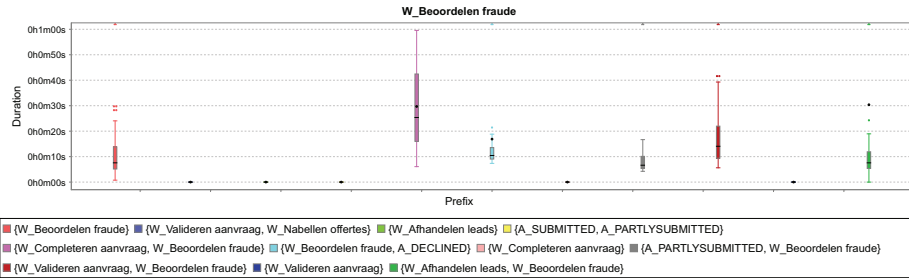 W_Beoordelen fraude
0h1m00s
0h0m50s
0h0m40s
0h0m30s
0h0m20s
0h0m10s
0h0m00s
Duration
Prefix
{W_Beoordelen fraude} {W_Valideren aanvraag, W_Nabellen offertes} {W_Afhandelen leads} {A_SUBMITTED, A_PARTLYSUBMITTED}
{W_Completeren aanvraag, W_Beoordelen fraude} {W_Beoordelen fraude, A_DECLINED} {W_Completeren aanvraag} {A_PARTLYSUBMITTED, W_Beoordelen fraude}
{W_Valideren aanvraag, W_Beoordelen fraude} {W_Valideren aanvraag} {W_Afhandelen leads, W_Beoordelen fraude}